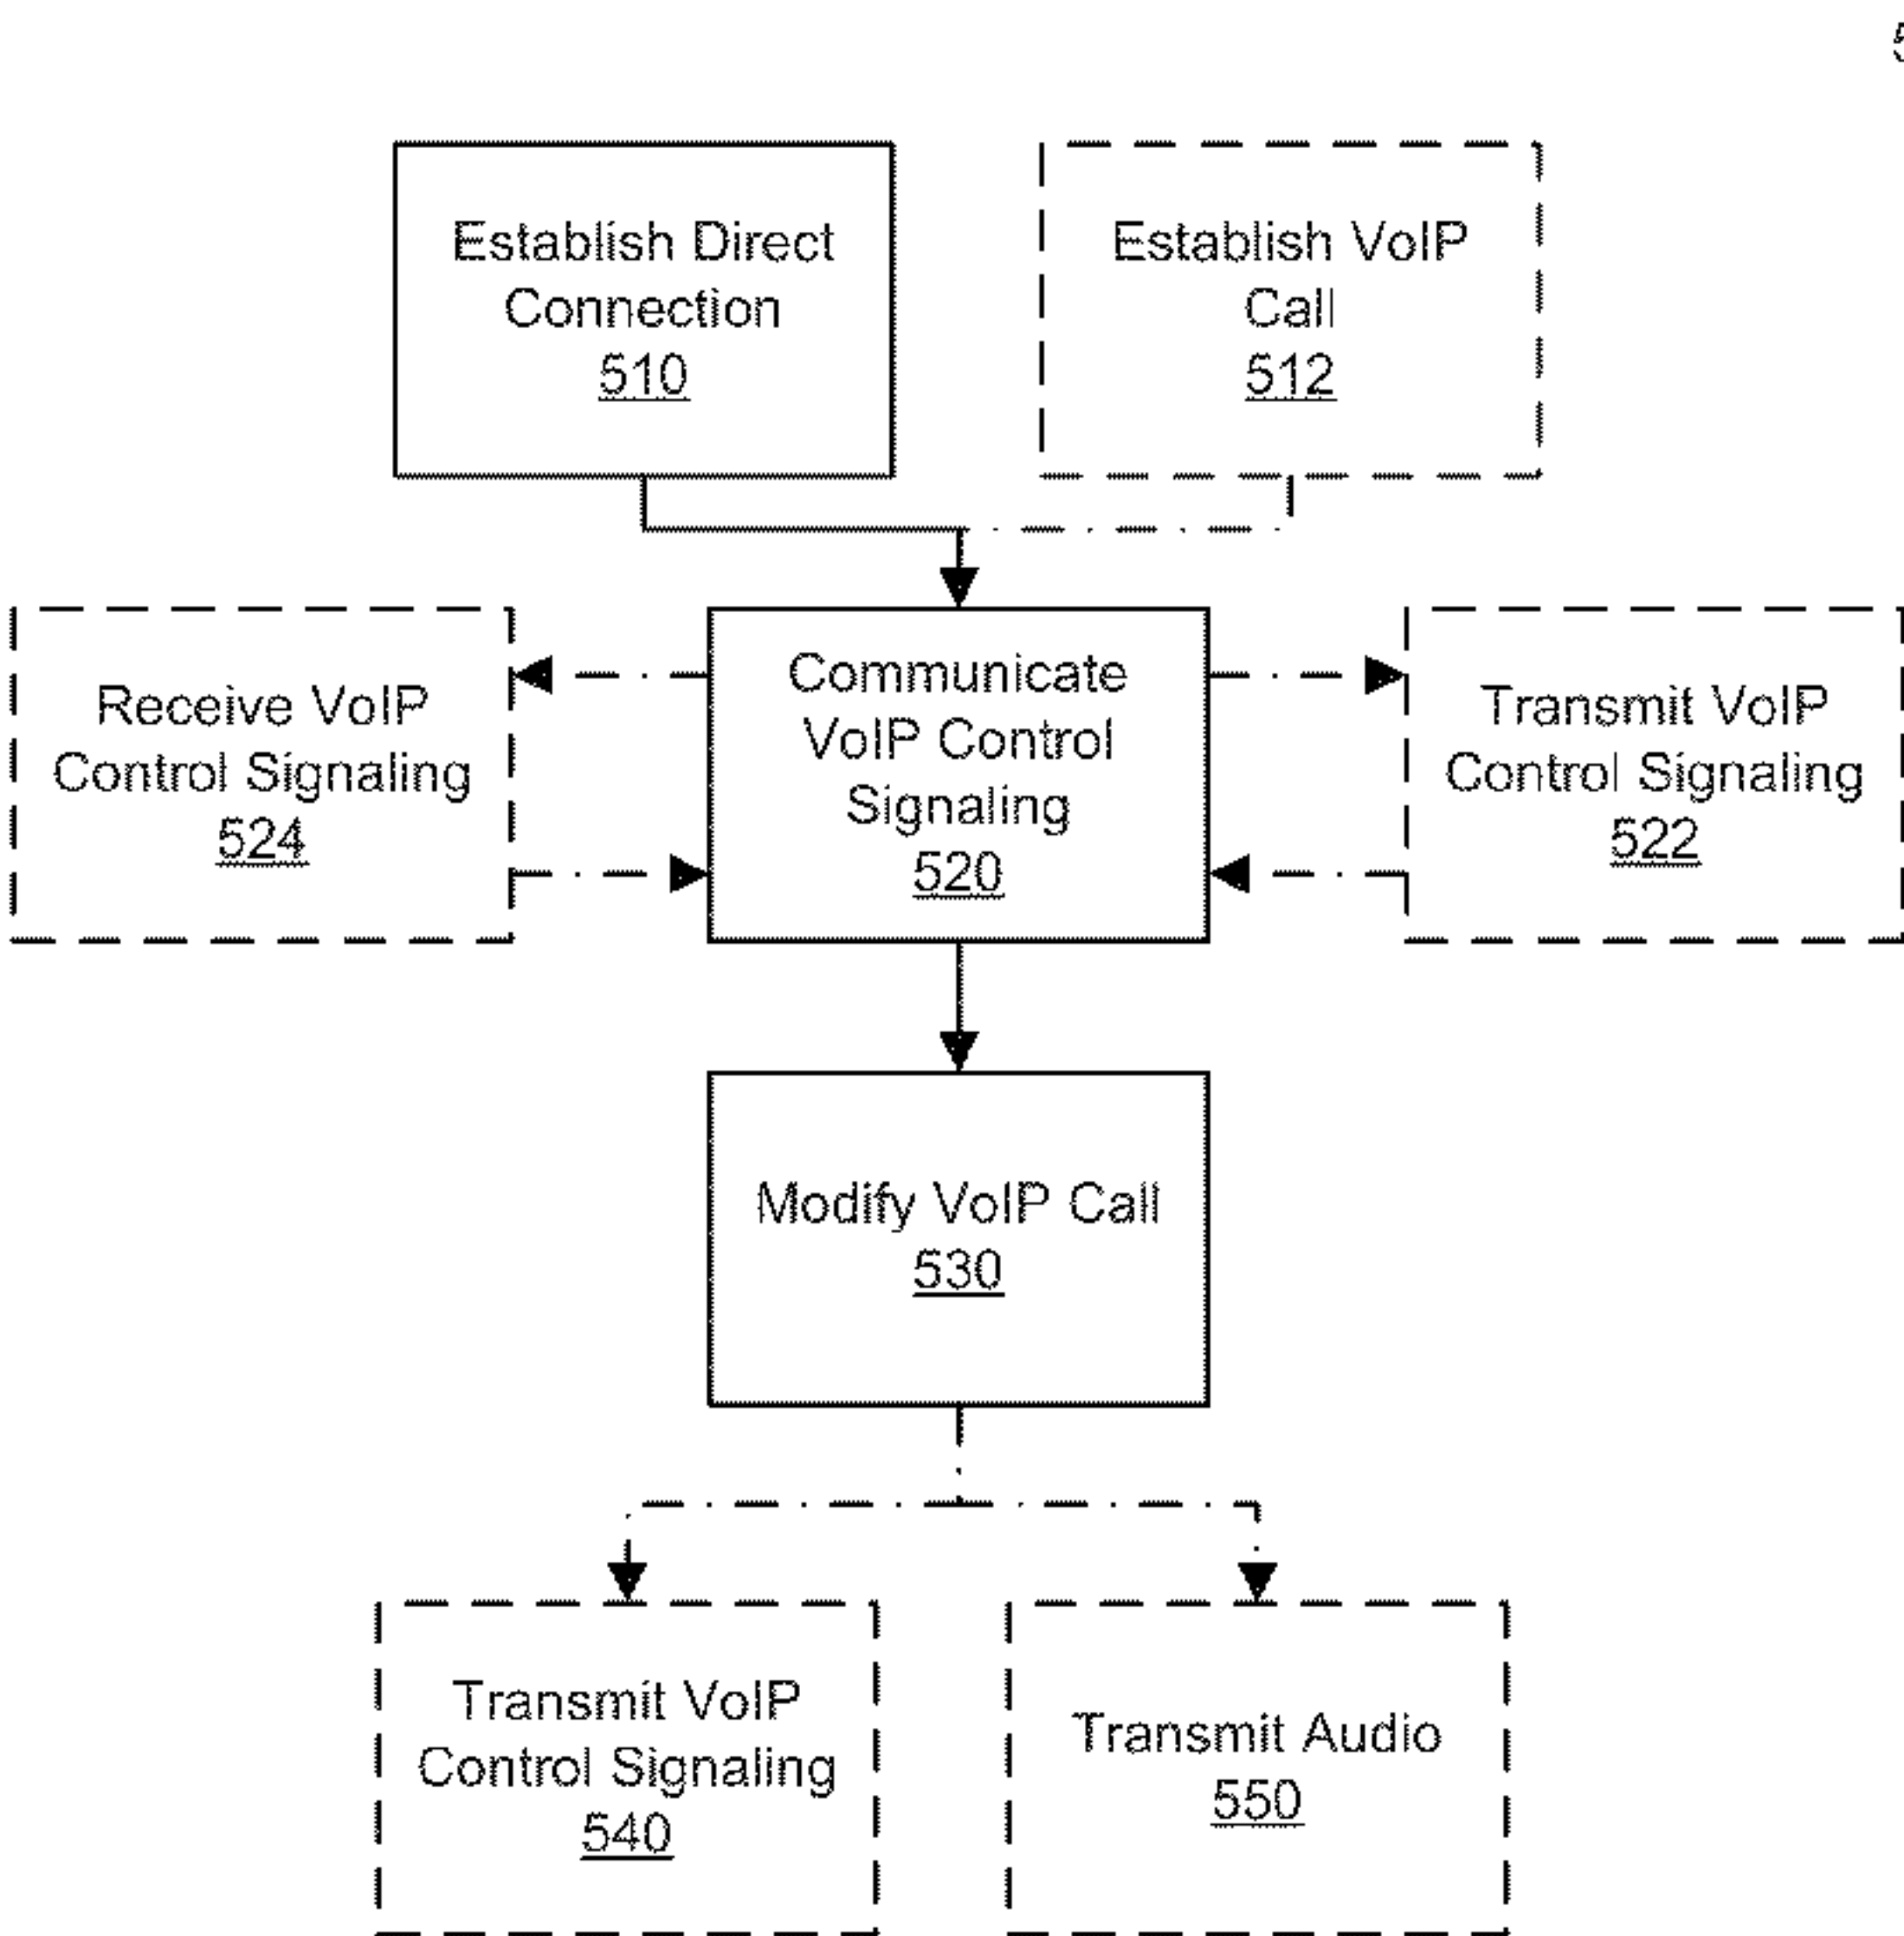 Establish Direct
Connection
510
Establish VoIP
Call
512
Receive VoIP
Control Signaling
524
Communicate
VoIP Control
Signaling
520
Transmit VoIP
Control Signaling
522
Modify VoIP Call
530
Transmit VoIP
Control Signaling
540
Transmit Audio
550